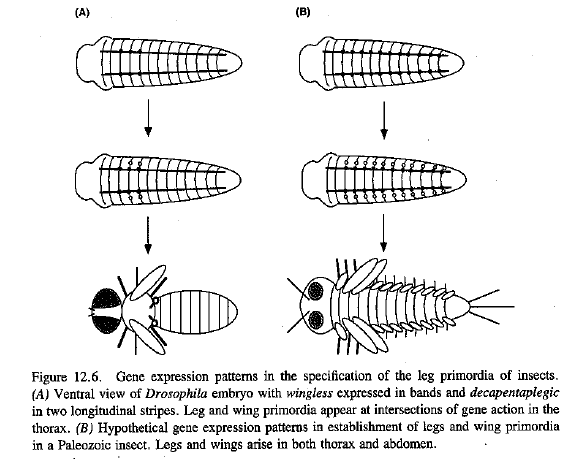 (A) (B)
Figure 12.6. Gene expression patterns in the specification of the leg primordia of insects.
(A) Ventral view of Drosophila embryo with wingless expressed in bands and decapentaplegic
in two longitudinal stripes. Leg and wing primordia appear at intersections of gene action in the
thorax. (B) Hypothetical gene expression patterns in establishment of legs and wing primordia
in a Paleozoic insect. Legs and wings arise in both thorax and abdomen.